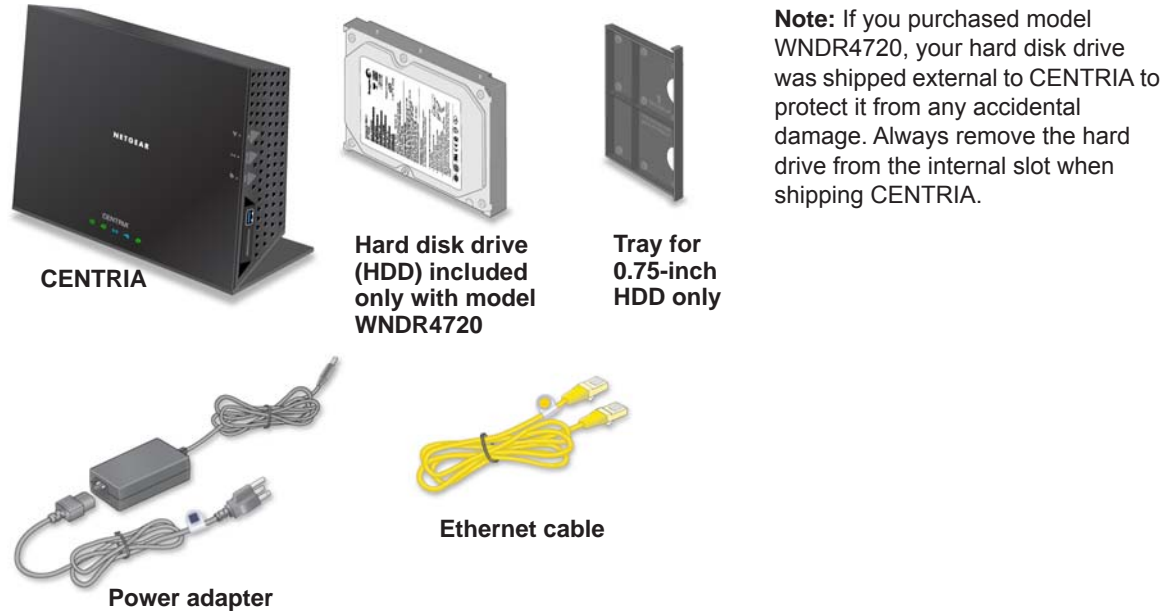 Note: If you purchased model
WNDR4720, your hard disk drive
was shipped external to CENTRIA to
protect it from any accidental
damage. Always remove the hard
drive from the internal slot when
shipping CENTRIA.
NETGEAR
CENTRIA
CENTRIA
Hard disk drive
(HDD) included
only with model
WNDR4720
Tray for
0.75-inch
HDD only
Power adapter
Ethernet cable